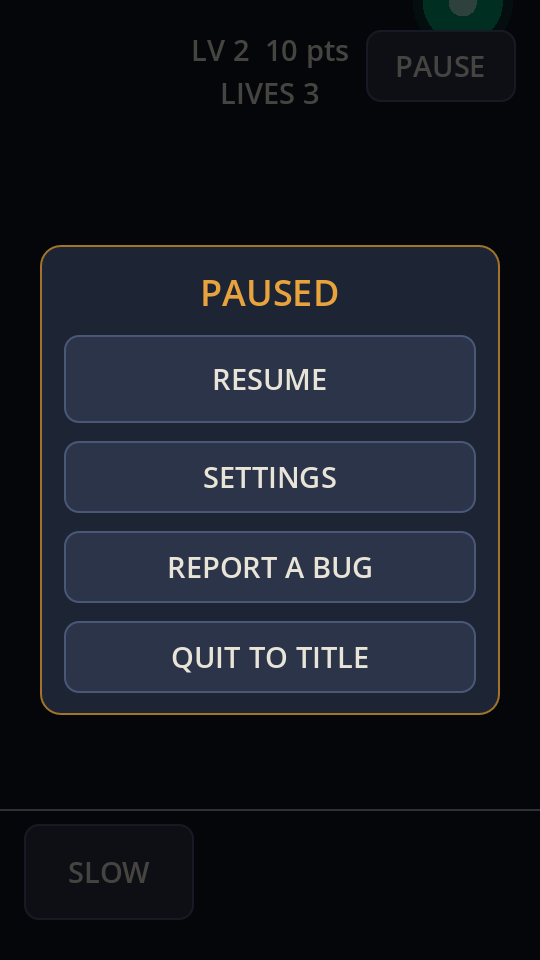 LV 2  10 pts
LIVES 3
PAUSE
PAUSED
RESUME
SETTINGS
REPORT A BUG
QUIT TO TITLE
SLOW